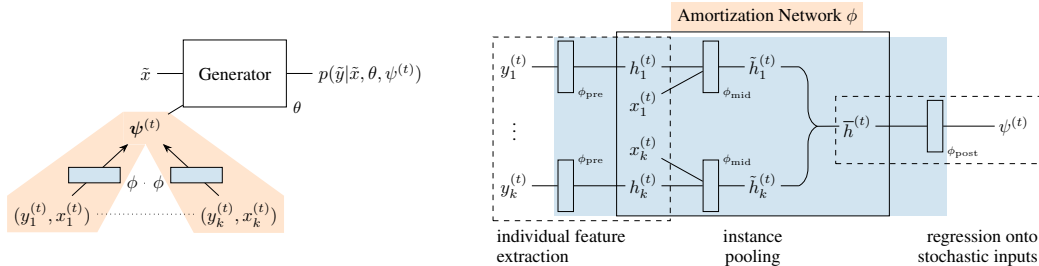 x̃ Generator p(ỹ|x̃, θ, ψ^(t))
θ
ψ^(t)
ϕ · ϕ
(y_1^(t), x_1^(t)) (y_k^(t), x_k^(t))
Amortization Network ϕ
y_1^(t) h_1^(t) h̃_1^(t)
ϕ_pre ϕ_mid
x_1^(t)
⋮ h̅^(t) ψ^(t)
x_k^(t) ϕ_post
ϕ_pre ϕ_mid
y_k^(t) h_k^(t) h̃_k^(t)
individual feature instance regression onto
extraction pooling stochastic inputs